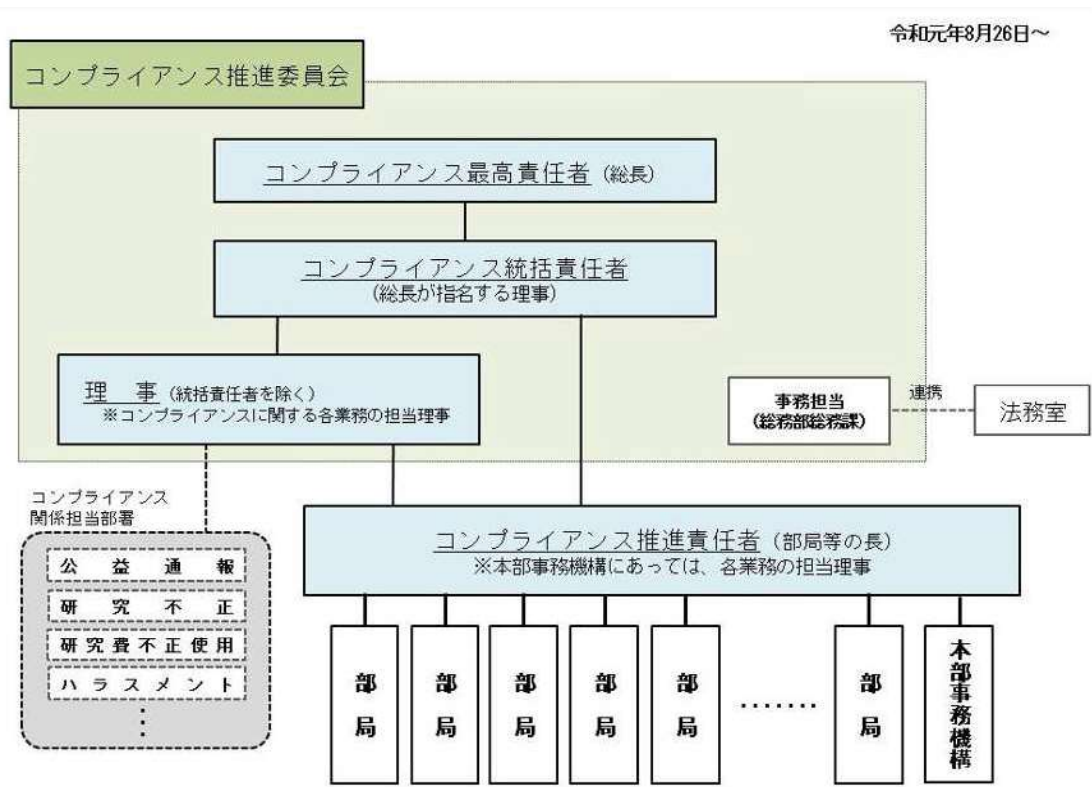 令和元年8月26日～
コンプライアンス推進委員会
コンプライアンス最高責任者（総長）
コンプライアンス統括責任者
（総長が指名する理事）
理　事（統括責任者を除く）
※コンプライアンスに関する各業務の担当理事
事務担当
（総務部総務課）
連携
法務室
コンプライアンス
関係担当部署
公益通報
研究不正
研究費不正使用
ハラスメント
⋮
コンプライアンス推進責任者（部局等の長）
※本部事務機構にあっては、各業務の担当理事
部局
部局
部局
部局
部局
‥‥‥‥
部局
本部事務機構